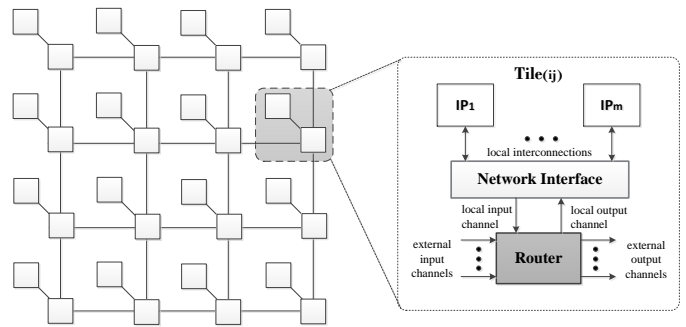 Tile(ij)
IP1
IPm
local interconnections
Network Interface
local input
channel
local output
channel
external
input
channels
Router
external
output
channels